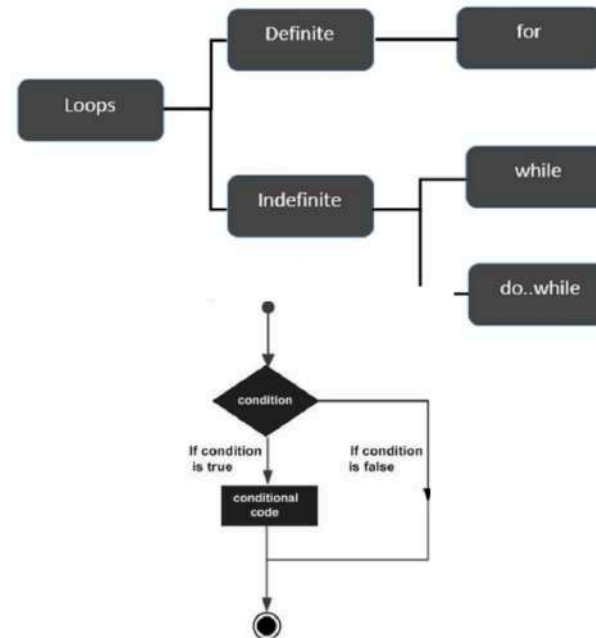 Definite
for
Loops
Indefinite
while
do..while
condition
If condition
is true
If condition
is false
conditional
code